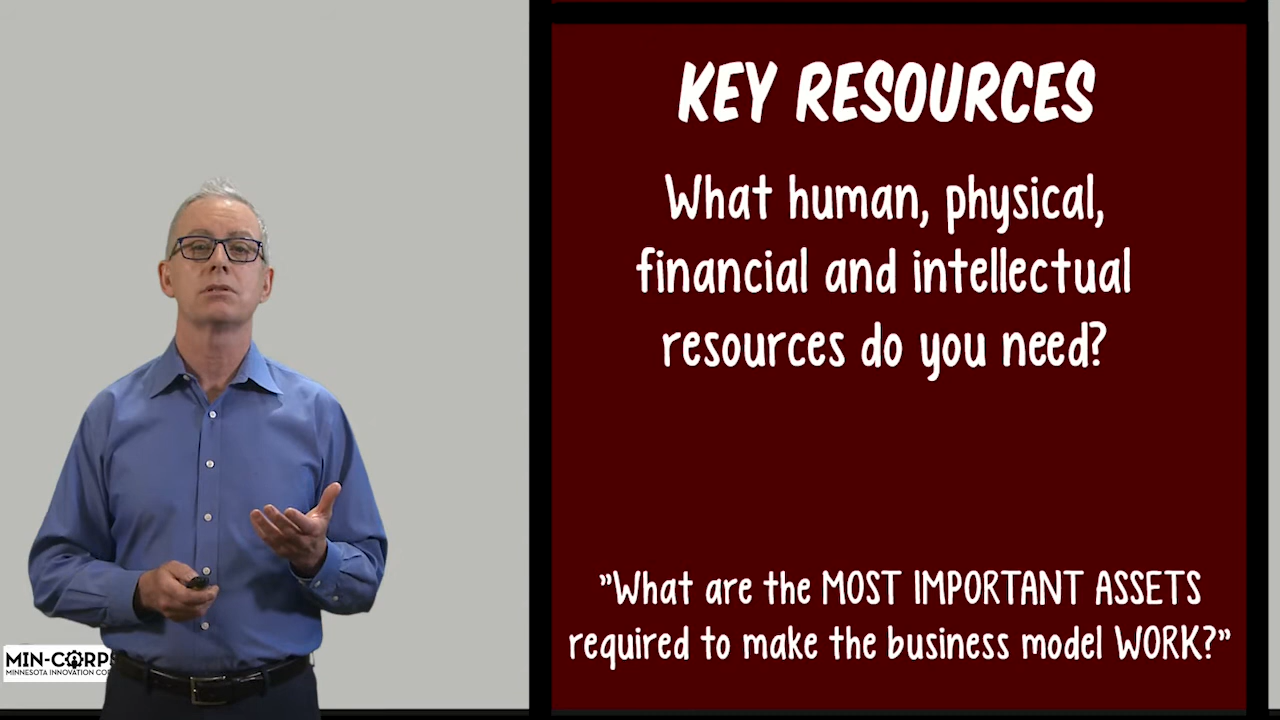 KEY RESOURCES
What human, physical,
financial and intellectual
resources do you need?
"What are the MOST IMPORTANT ASSETS
required to make the business model WORK?"
MIN-CORPS
MINNESOTA INNOVATION